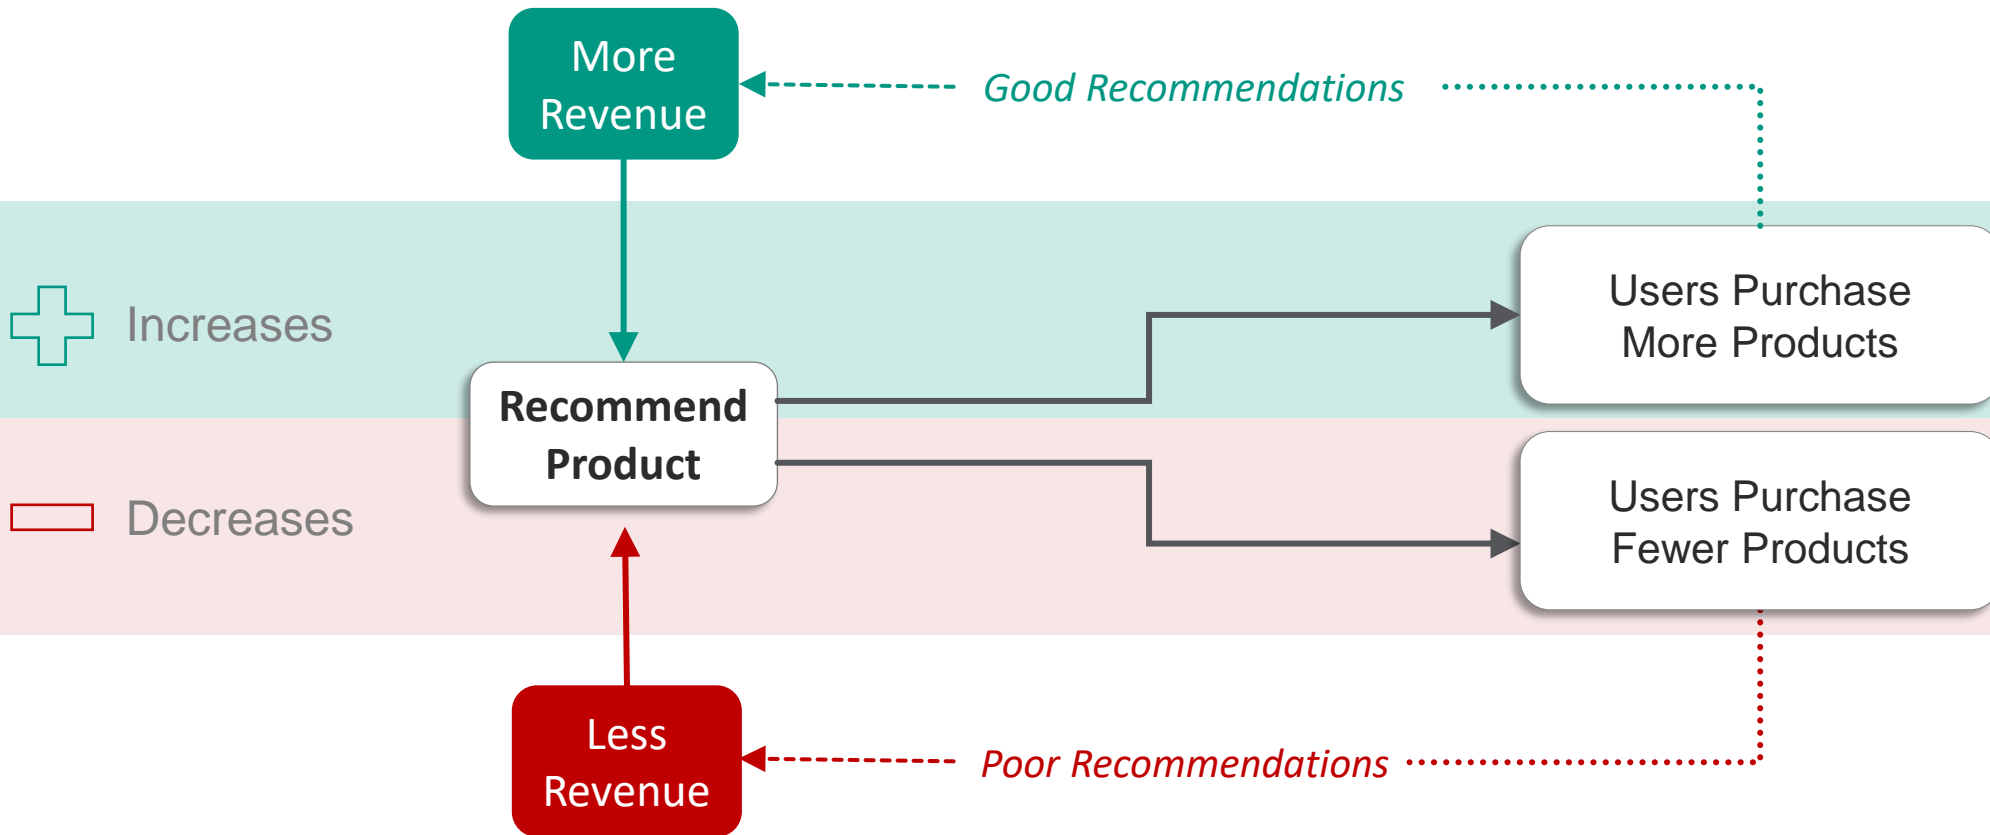 More
Revenue
Good Recommendations
Increases
Users Purchase
More Products
Recommend
Product
Decreases
Users Purchase
Fewer Products
Less
Revenue
Poor Recommendations